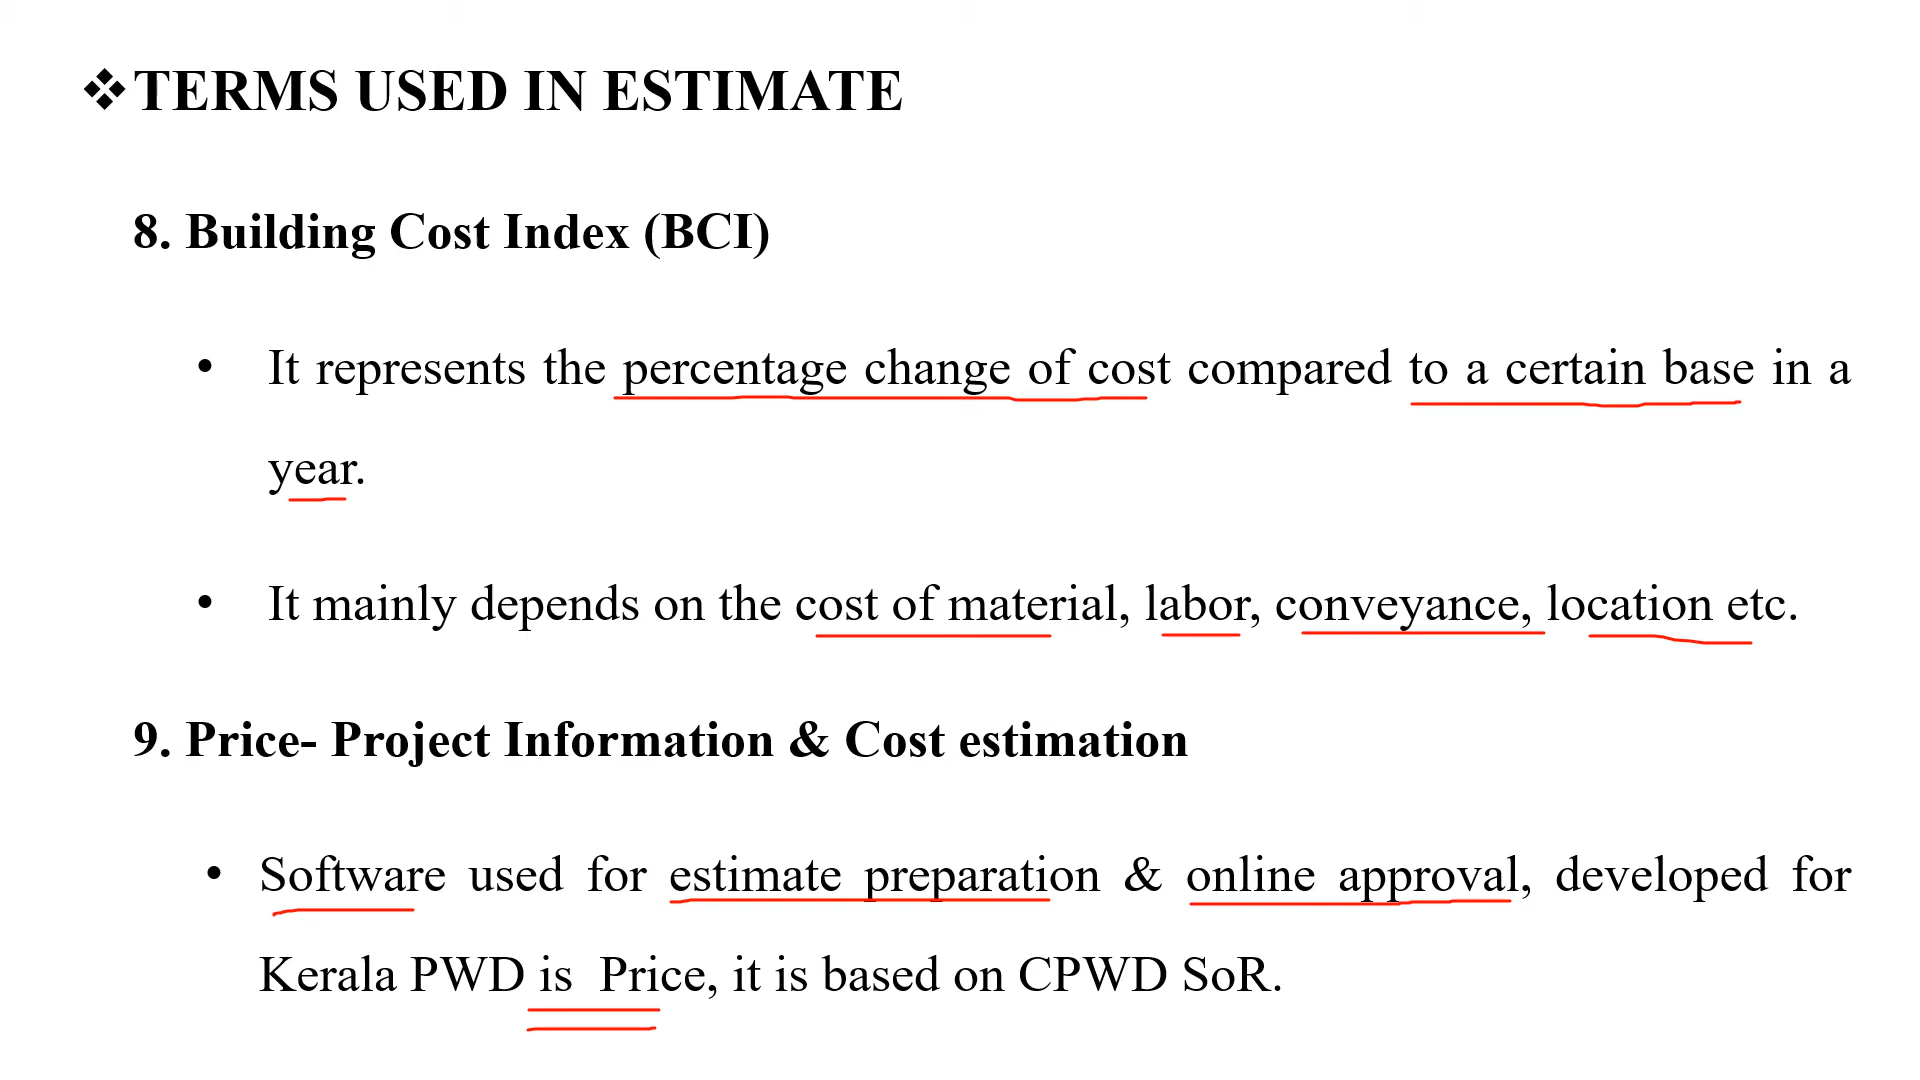 ❖TERMS USED IN ESTIMATE
8. Building Cost Index (BCI)
• It represents the percentage change of cost compared to a certain base in a
year.
• It mainly depends on the cost of material, labor, conveyance, location etc.
9. Price- Project Information & Cost estimation
• Software used for estimate preparation & online approval, developed for
Kerala PWD is Price, it is based on CPWD SoR.